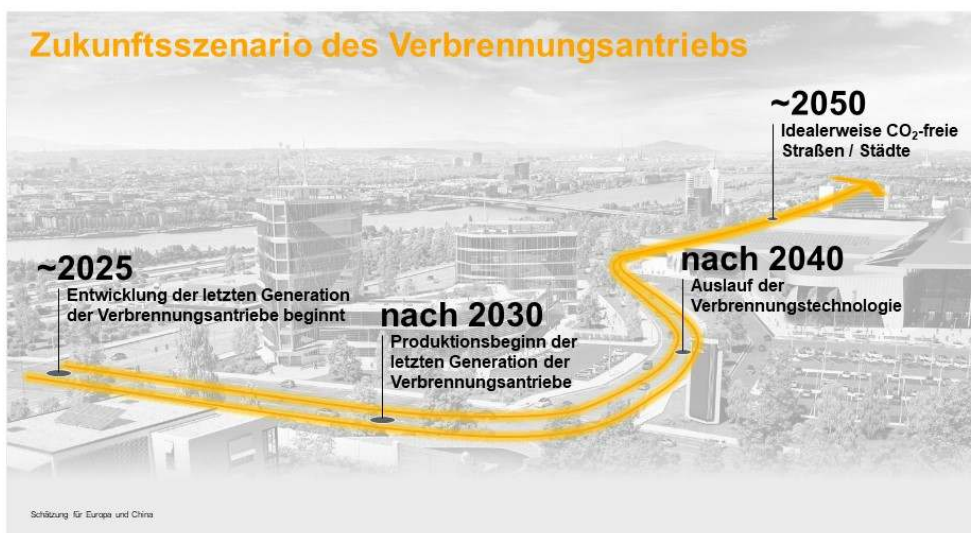 Zukunftsszenario des Verbrennungsantriebs
~2025
Entwicklung der letzten Generation
der Verbrennungsantriebe beginnt
nach 2030
Produktionsbeginn der
letzten Generation der
Verbrennungsantriebe
nach 2040
Auslauf der
Verbrennungstechnologie
~2050
Idealerweise CO₂-freie
Straßen / Städte
Schätzung für Europa und China